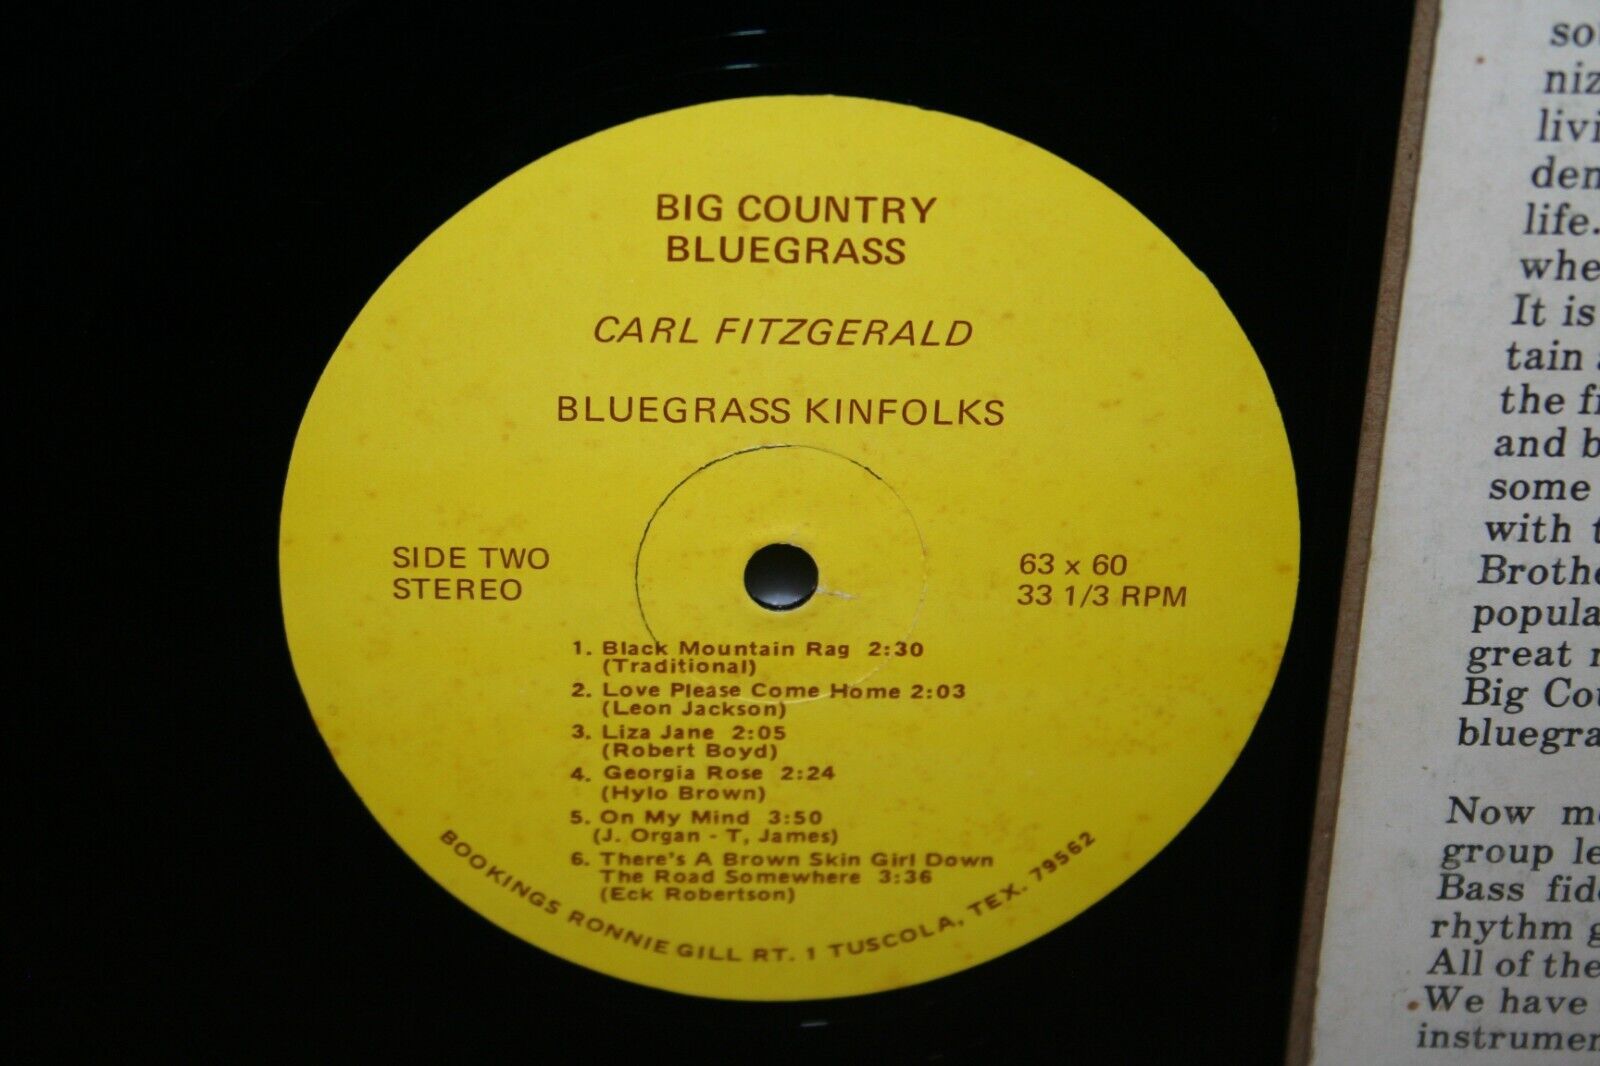 BIG COUNTRY
BLUEGRASS
CARL FITZGERALD
BLUEGRASS KINFOLKS
SIDE TWO
STEREO
63 x 60
33 1/3 RPM
1. Black Mountain Rag 2:30
(Traditional)
2. Love Please Come Home 2:03
(Leon Jackson)
3. Liza Jane 2:05
(Robert Boyd)
4. Georgia Rose 2:24
(Hylo Brown)
5. On My Mind 3:50
(J. Organ - T, James)
6. There's A Brown Skin Girl Down
The Road Somewhere 3:36
(Eck Robertson)
BOOKINGS RONNIE GILL RT. 1 TUSCOLA, TEX. 79562
life.
It is
tain
and
some
with
great
Big
Now
group
Bass
rhythm
All of the
We have